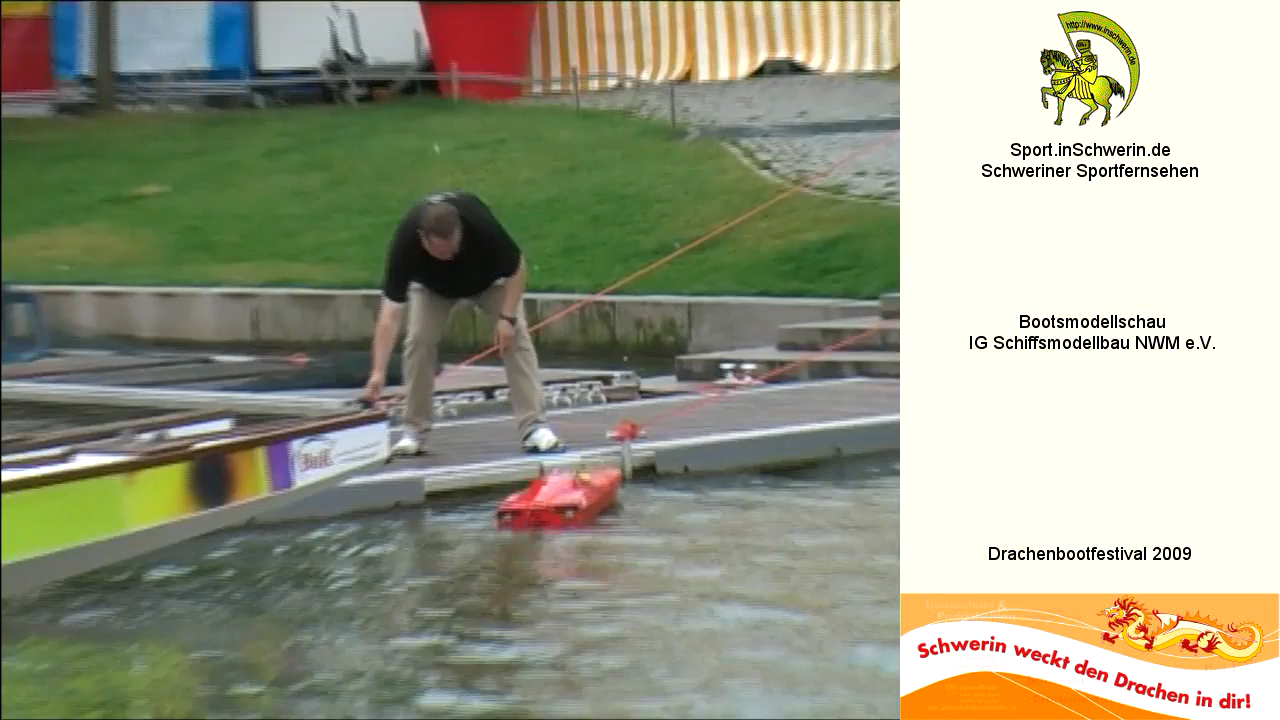 http://www.inschwerin.de
Sport.inSchwerin.de
Schweriner Sportfernsehen
Bootsmodellschau
IG Schiffsmodellbau NWM e.V.
Drachenbootfestival 2009
Schwerin weckt den Drachen in dir!